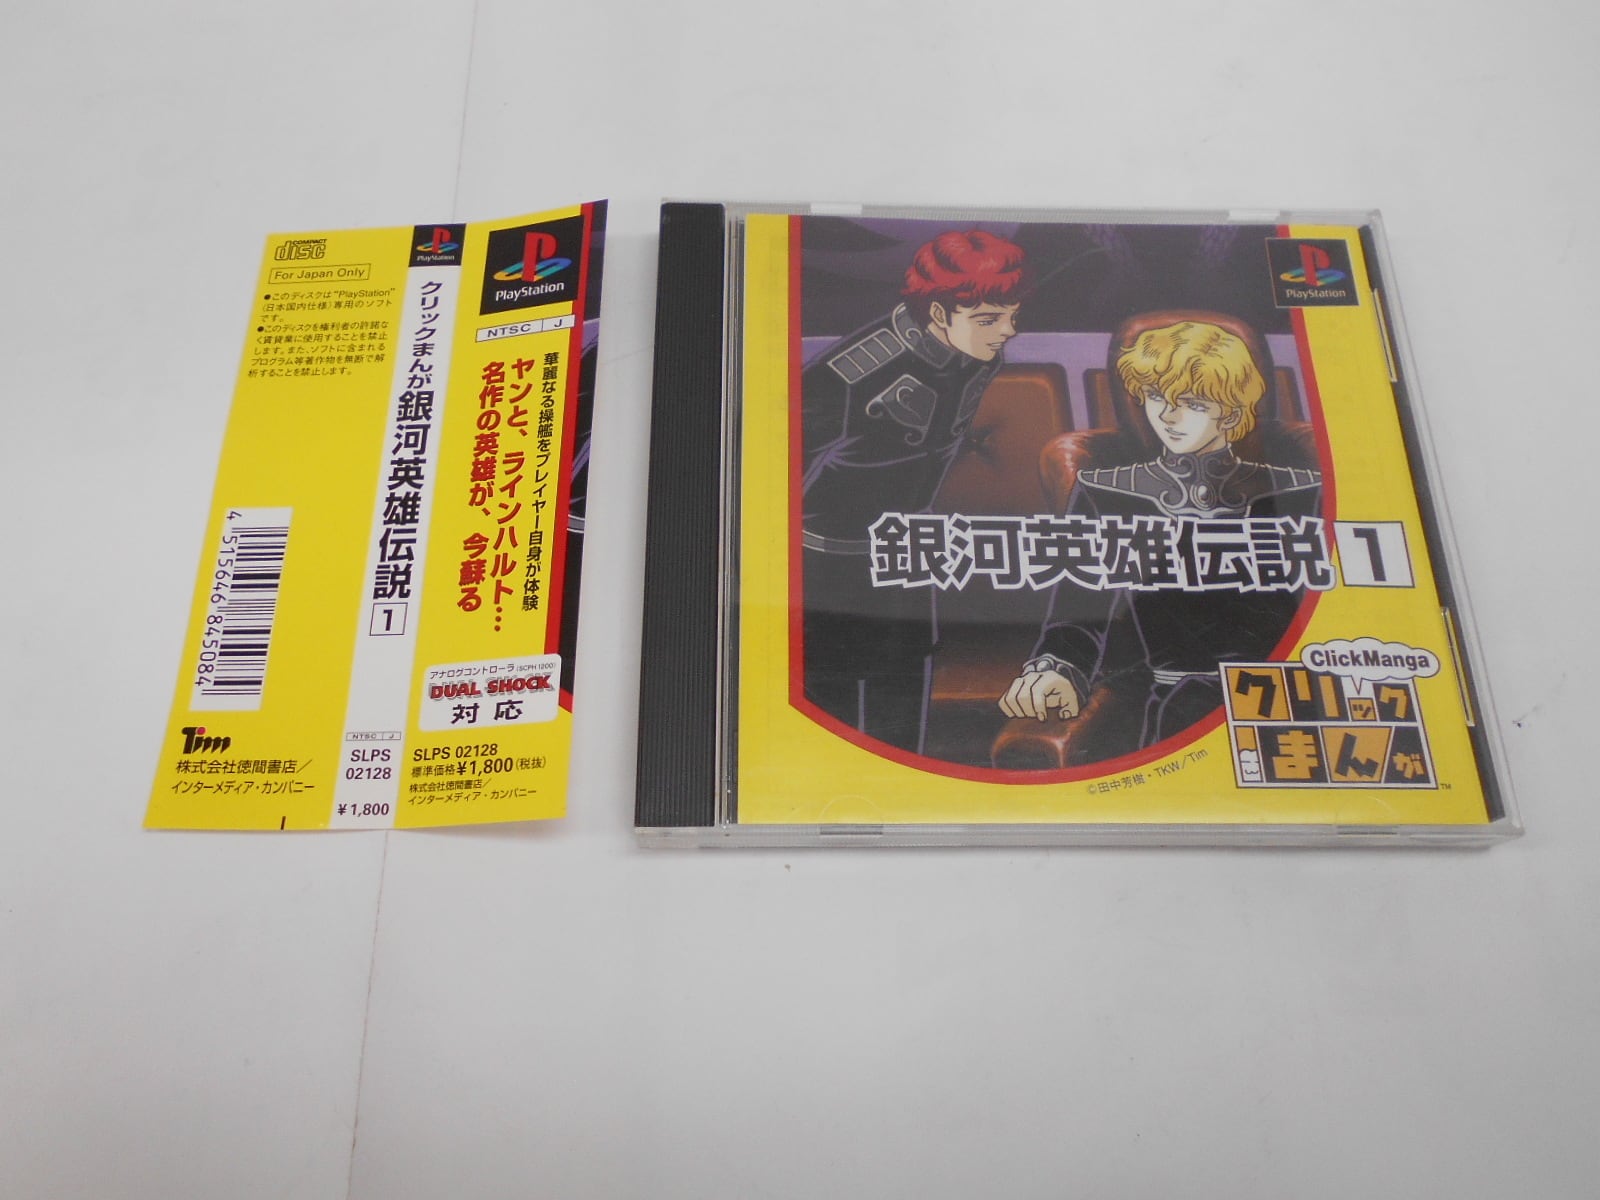 COMPACT
disc
For Japan Only
●このディスクは"PlayStation"
(日本国内仕様)専用のソフト
です。
●このディスクを権利者の許諾な
く賃貸業に使用することを禁止
します。また、ソフトに含まれる
プログラム等著作物を無断で解
析することを禁止します。
4 515646 845084
Tim
株式会社徳間書店/
インターメディア・カンパニー
PlayStation
クリックまんが銀河英雄伝説 1
NTSC J
SLPS
02128
¥1,800
PlayStation
NTSC J
華麗なる操艦をプレイヤー自身が体験
ヤンと、ラインハルト…
名作の英雄が、今蘇る
アナログコントローラ(SCPH 1200)
DUAL SHOCK
対応
SLPS 02128
標準価格¥1,800(税抜)
株式会社徳間書店/
インターメディア・カンパニー
PlayStation
銀河英雄伝説 1
ClickManga
クリック
まんが
TM
©田中芳樹・TKW/Tim